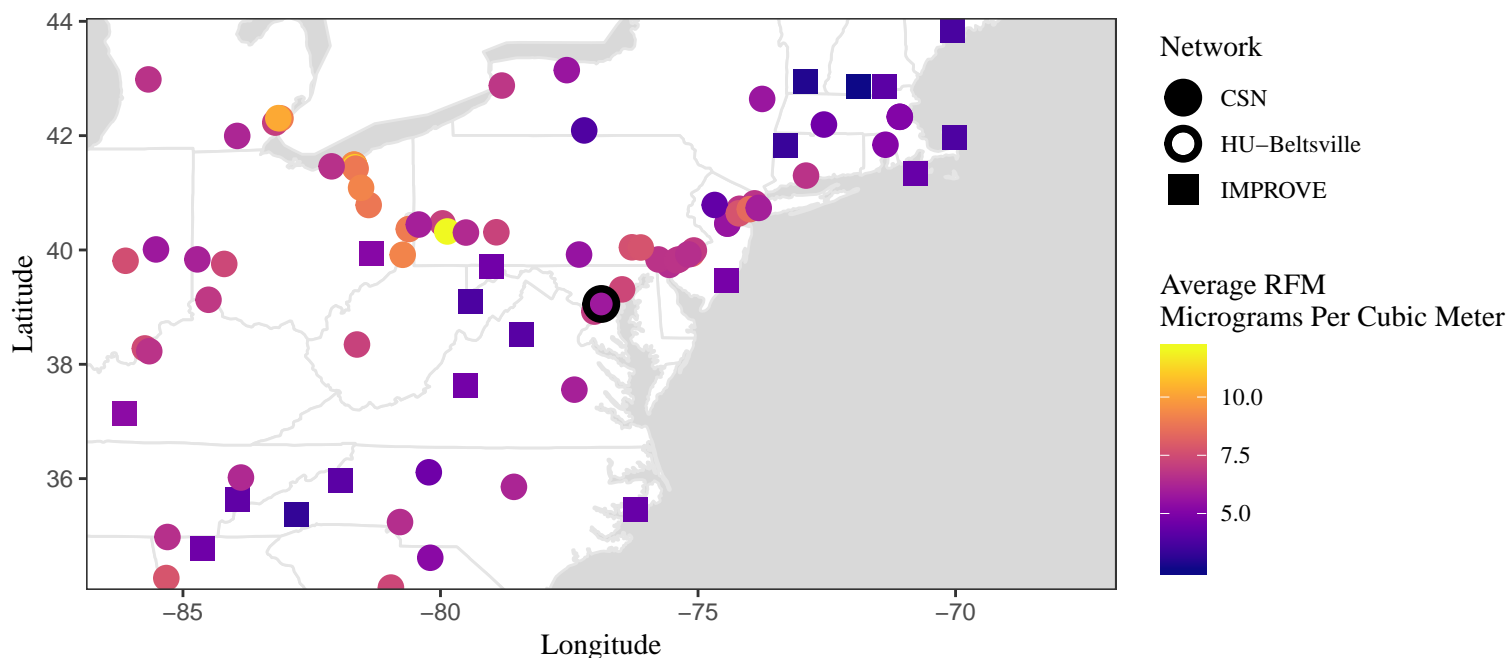 44
42
40
38
36
Latitude
−85
−80
−75
−70
Longitude
Network
CSN
HU−Beltsville
IMPROVE
Average RFM
Micrograms Per Cubic Meter
10.0
7.5
5.0